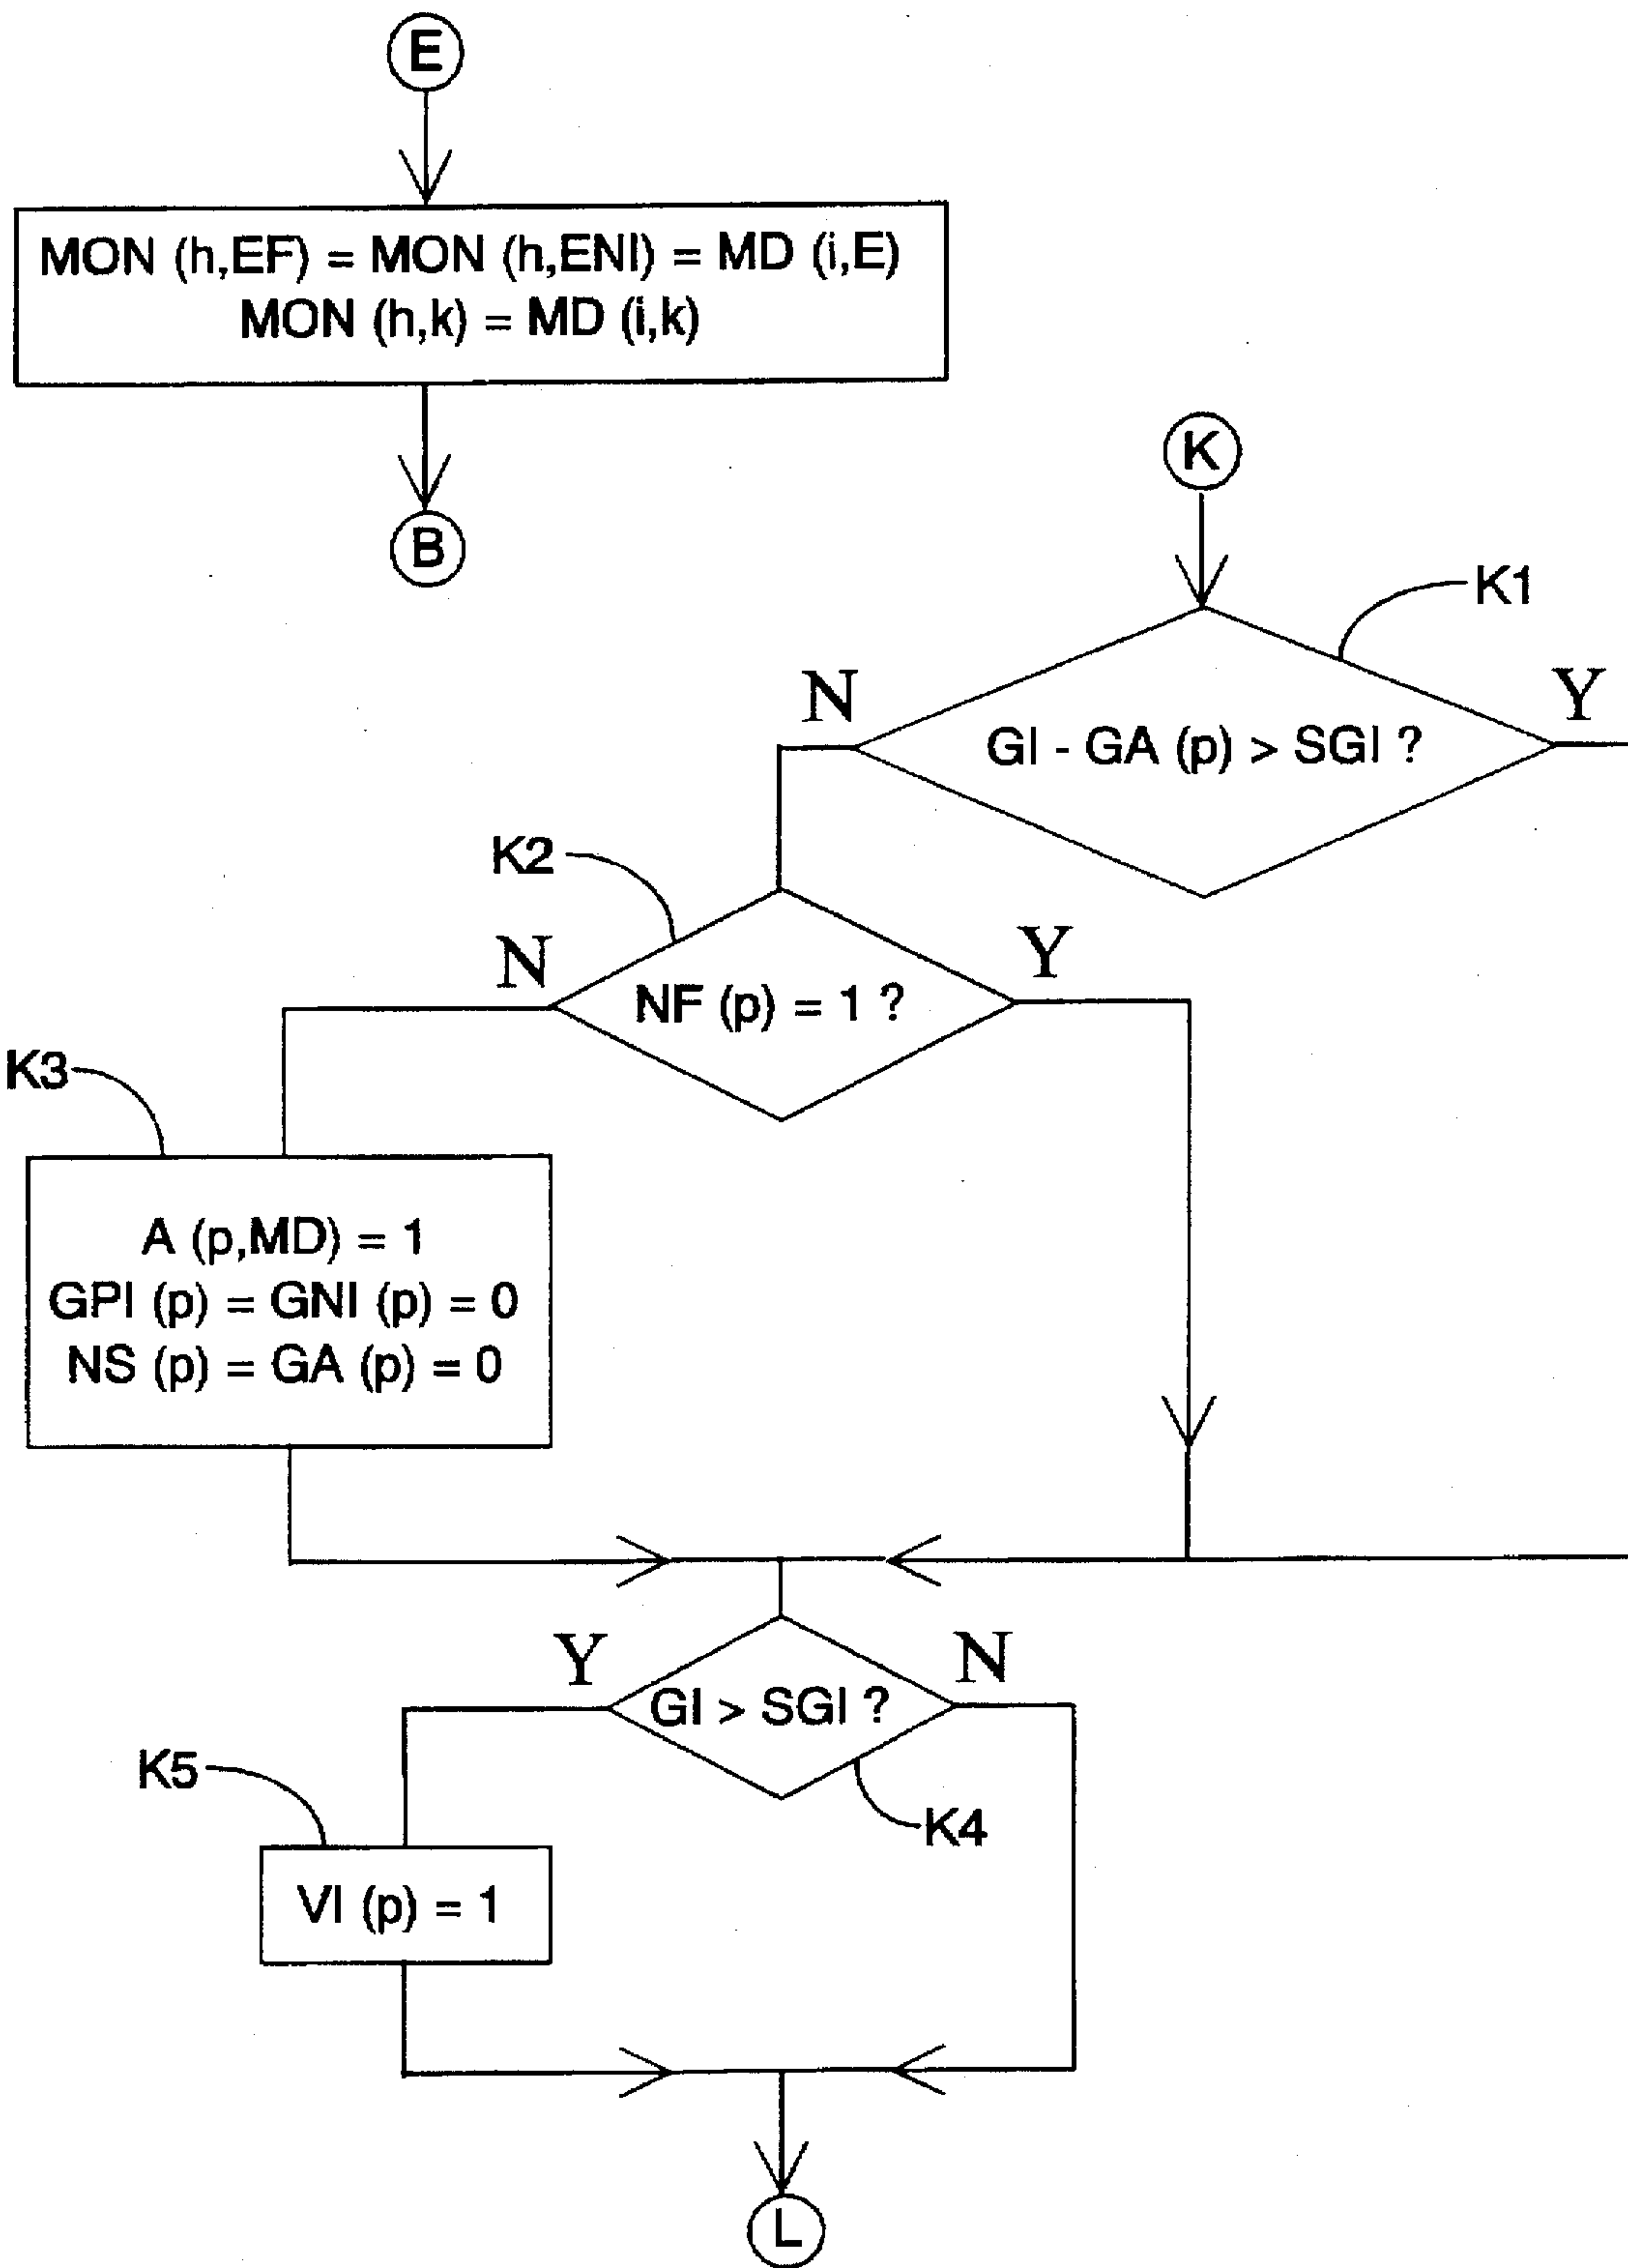 E
MON (h,EF) = MON (h,ENI) = MD (i,E)
MON (h,k) = MD (i,k)
B
K
K1
N
Y
GI - GA (p) > SGI ?
K2
N
Y
NF (p) = 1 ?
K3
A (p,MD) = 1
GPI (p) = GNI (p) = 0
NS (p) = GA (p) = 0
Y
N
GI > SGI ?
K5
K4
VI (p) = 1
L